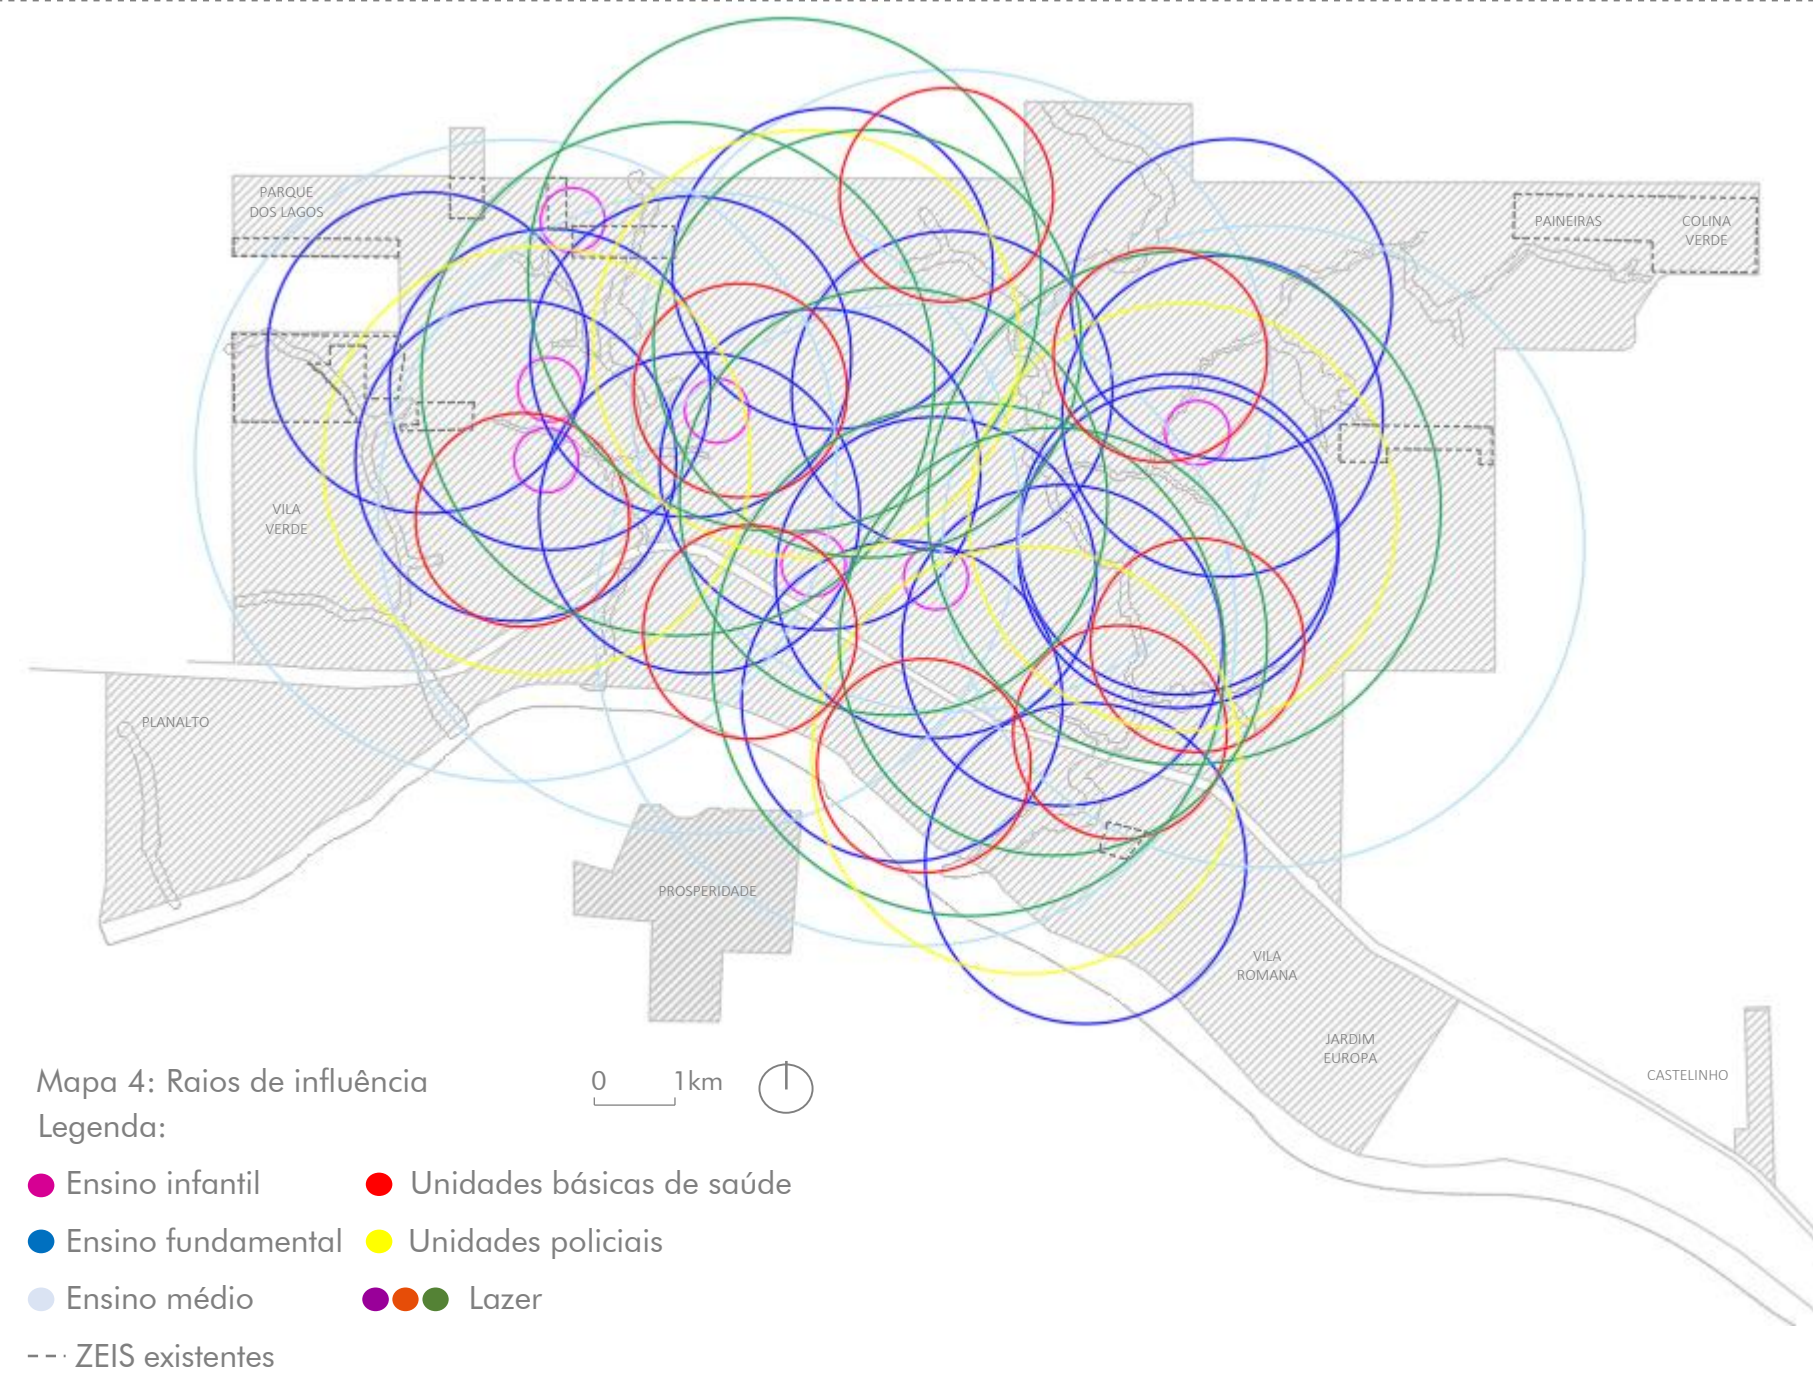 PARQUE
DOS LAGOS
PAINEIRAS
COLINA
VERDE
VILA
VERDE
PLANALTO
PROSPERIDADE
VILA
ROMANA
JARDIM
EUROPA
CASTELINHO
Mapa 4: Raios de influência
0 1km
Legenda:
Ensino infantil
Unidades básicas de saúde
Ensino fundamental
Unidades policiais
Ensino médio
Lazer
ZEIS existentes